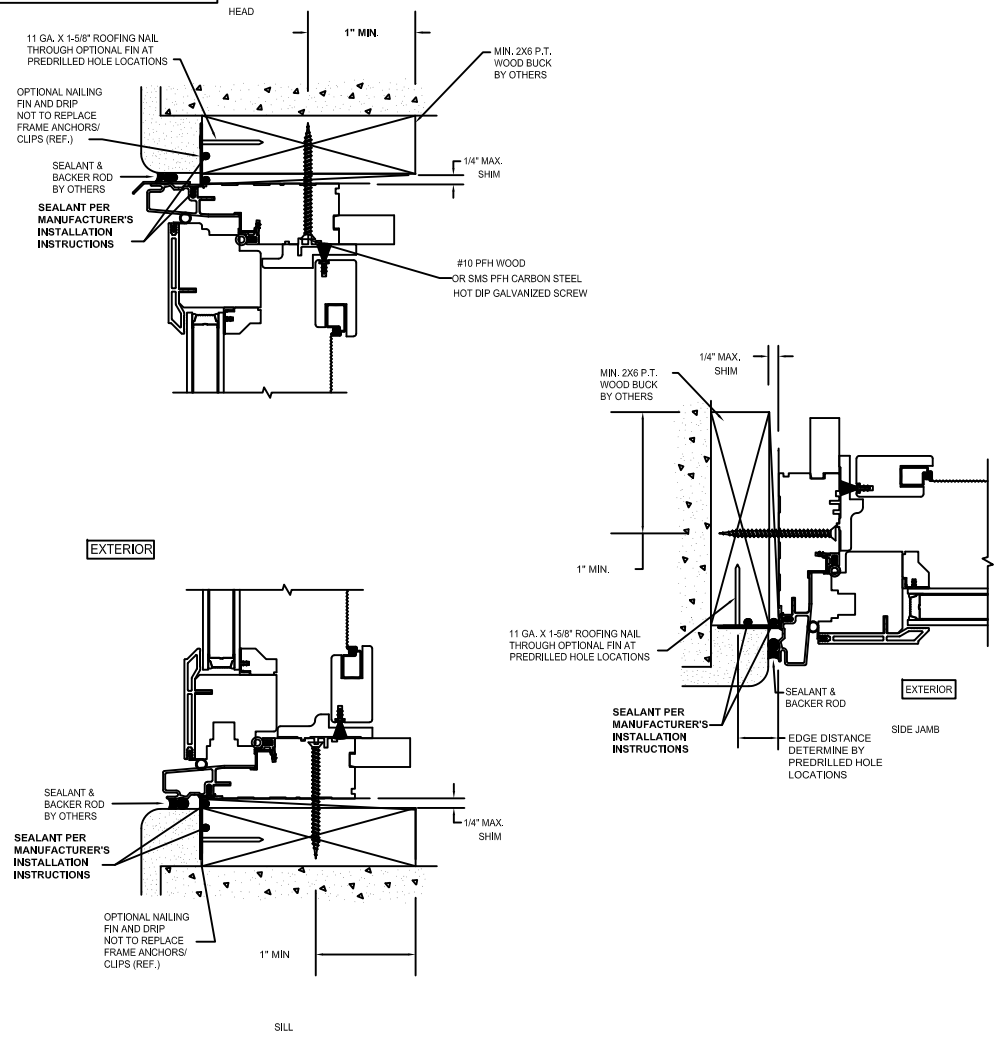 HEAD
11 GA. X 1-5/8" ROOFING NAIL
THROUGH OPTIONAL FIN AT
PREDRILLED HOLE LOCATIONS
1" MIN.
MIN. 2X6 P.T.
WOOD BUCK
BY OTHERS
OPTIONAL NAILING
FIN AND DRIP
NOT TO REPLACE
FRAME ANCHORS/
CLIPS (REF.)
SEALANT &
BACKER ROD
BY OTHERS
1/4" MAX.
SHIM
SEALANT PER
MANUFACTURER'S
INSTALLATION
INSTRUCTIONS
#10 PFH WOOD
OR SMS PFH CARBON STEEL
HOT DIP GALVANIZED SCREW
1/4" MAX.
SHIM
MIN. 2X6 P.T.
WOOD BUCK
BY OTHERS
1" MIN.
11 GA. X 1-5/8" ROOFING NAIL
THROUGH OPTIONAL FIN AT
PREDRILLED HOLE LOCATIONS
SEALANT PER
MANUFACTURER'S
INSTALLATION
INSTRUCTIONS
SEALANT &
BACKER ROD
EXTERIOR
SIDE JAMB
EDGE DISTANCE
DETERMINE BY
PREDRILLED HOLE
LOCATIONS
EXTERIOR
SEALANT &
BACKER ROD
BY OTHERS
SEALANT PER
MANUFACTURER'S
INSTALLATION
INSTRUCTIONS
1/4" MAX.
SHIM
OPTIONAL NAILING
FIN AND DRIP
NOT TO REPLACE
FRAME ANCHORS/
CLIPS (REF.)
1" MIN
SILL